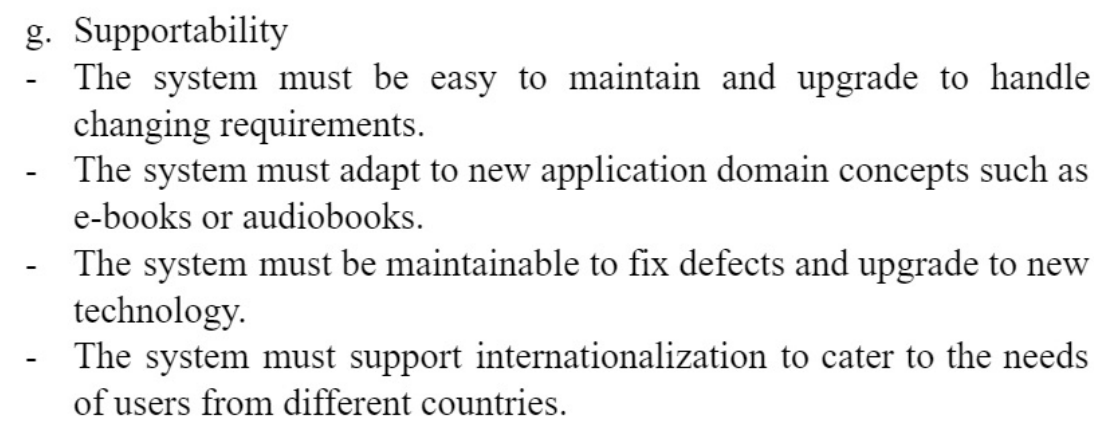 g. Supportability
- The system must be easy to maintain and upgrade to handle
changing requirements.
- The system must adapt to new application domain concepts such as
e-books or audiobooks.
- The system must be maintainable to fix defects and upgrade to new
technology.
- The system must support internationalization to cater to the needs
of users from different countries.